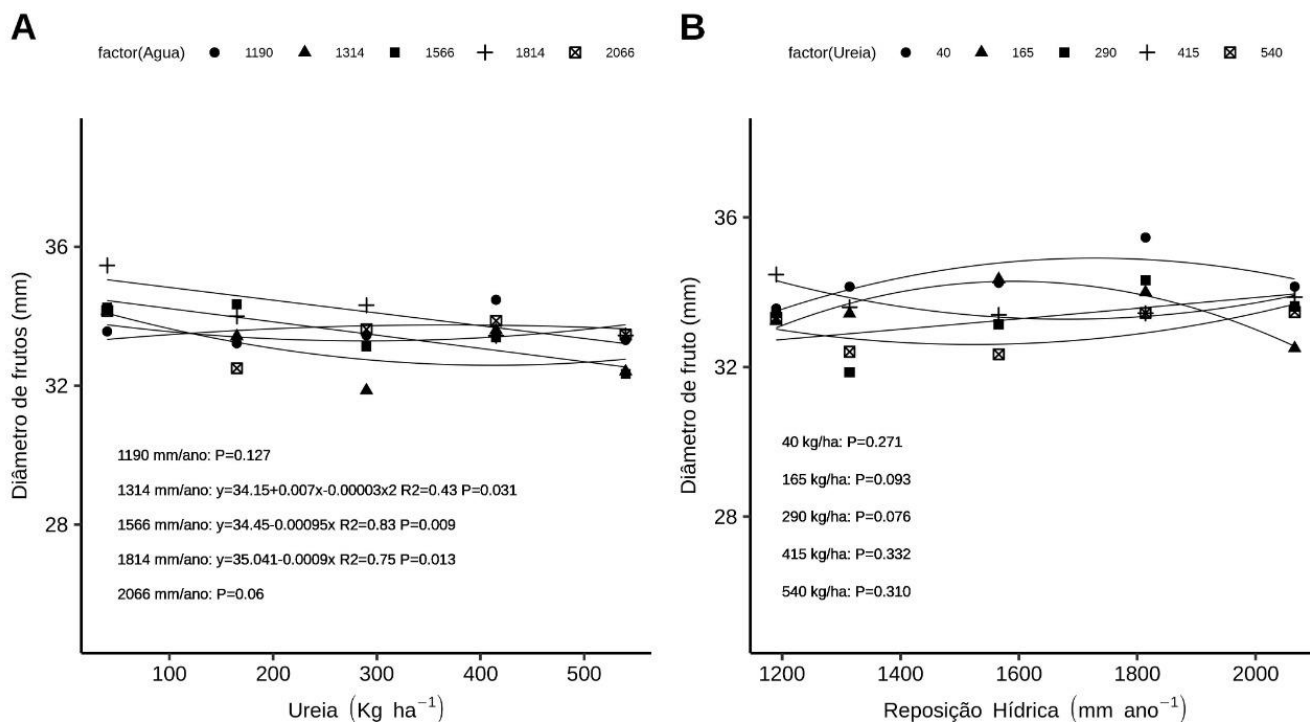 A
factor(Agua) 1190 1314 1566 1814 2066
Diâmetro de frutos (mm)
36
32
28
1190 mm/ano: P=0.127
1314 mm/ano: y=34.15+0.007x-0.00003x2 R2=0.43 P=0.031
1566 mm/ano: y=34.45-0.00095x R2=0.83 P=0.009
1814 mm/ano: y=35.041-0.0009x R2=0.75 P=0.013
2066 mm/ano: P=0.06
100 200 300 400 500
Ureia (Kg ha⁻¹)
B
factor(Ureia) 40 165 290 415 540
Diâmetro de fruto (mm)
36
32
28
40 kg/ha: P=0.271
165 kg/ha: P=0.093
290 kg/ha: P=0.076
415 kg/ha: P=0.332
540 kg/ha: P=0.310
1200 1400 1600 1800 2000
Reposição Hídrica (mm ano⁻¹)